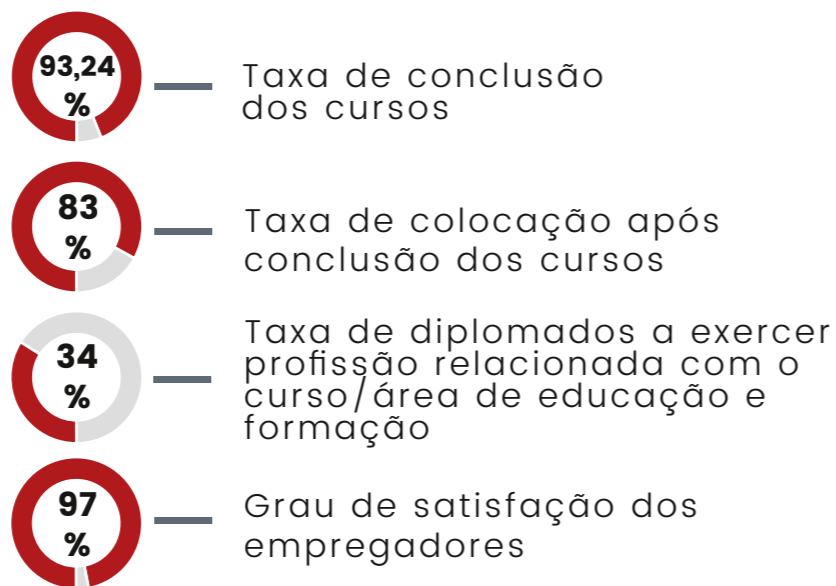 93,24
%
Taxa de conclusão
dos cursos
83
%
Taxa de colocação após
conclusão dos cursos
34
%
Taxa de diplomados a exercer
profissão relacionada com o
curso/área de educação e
formação
97
%
Grau de satisfação dos
empregadores